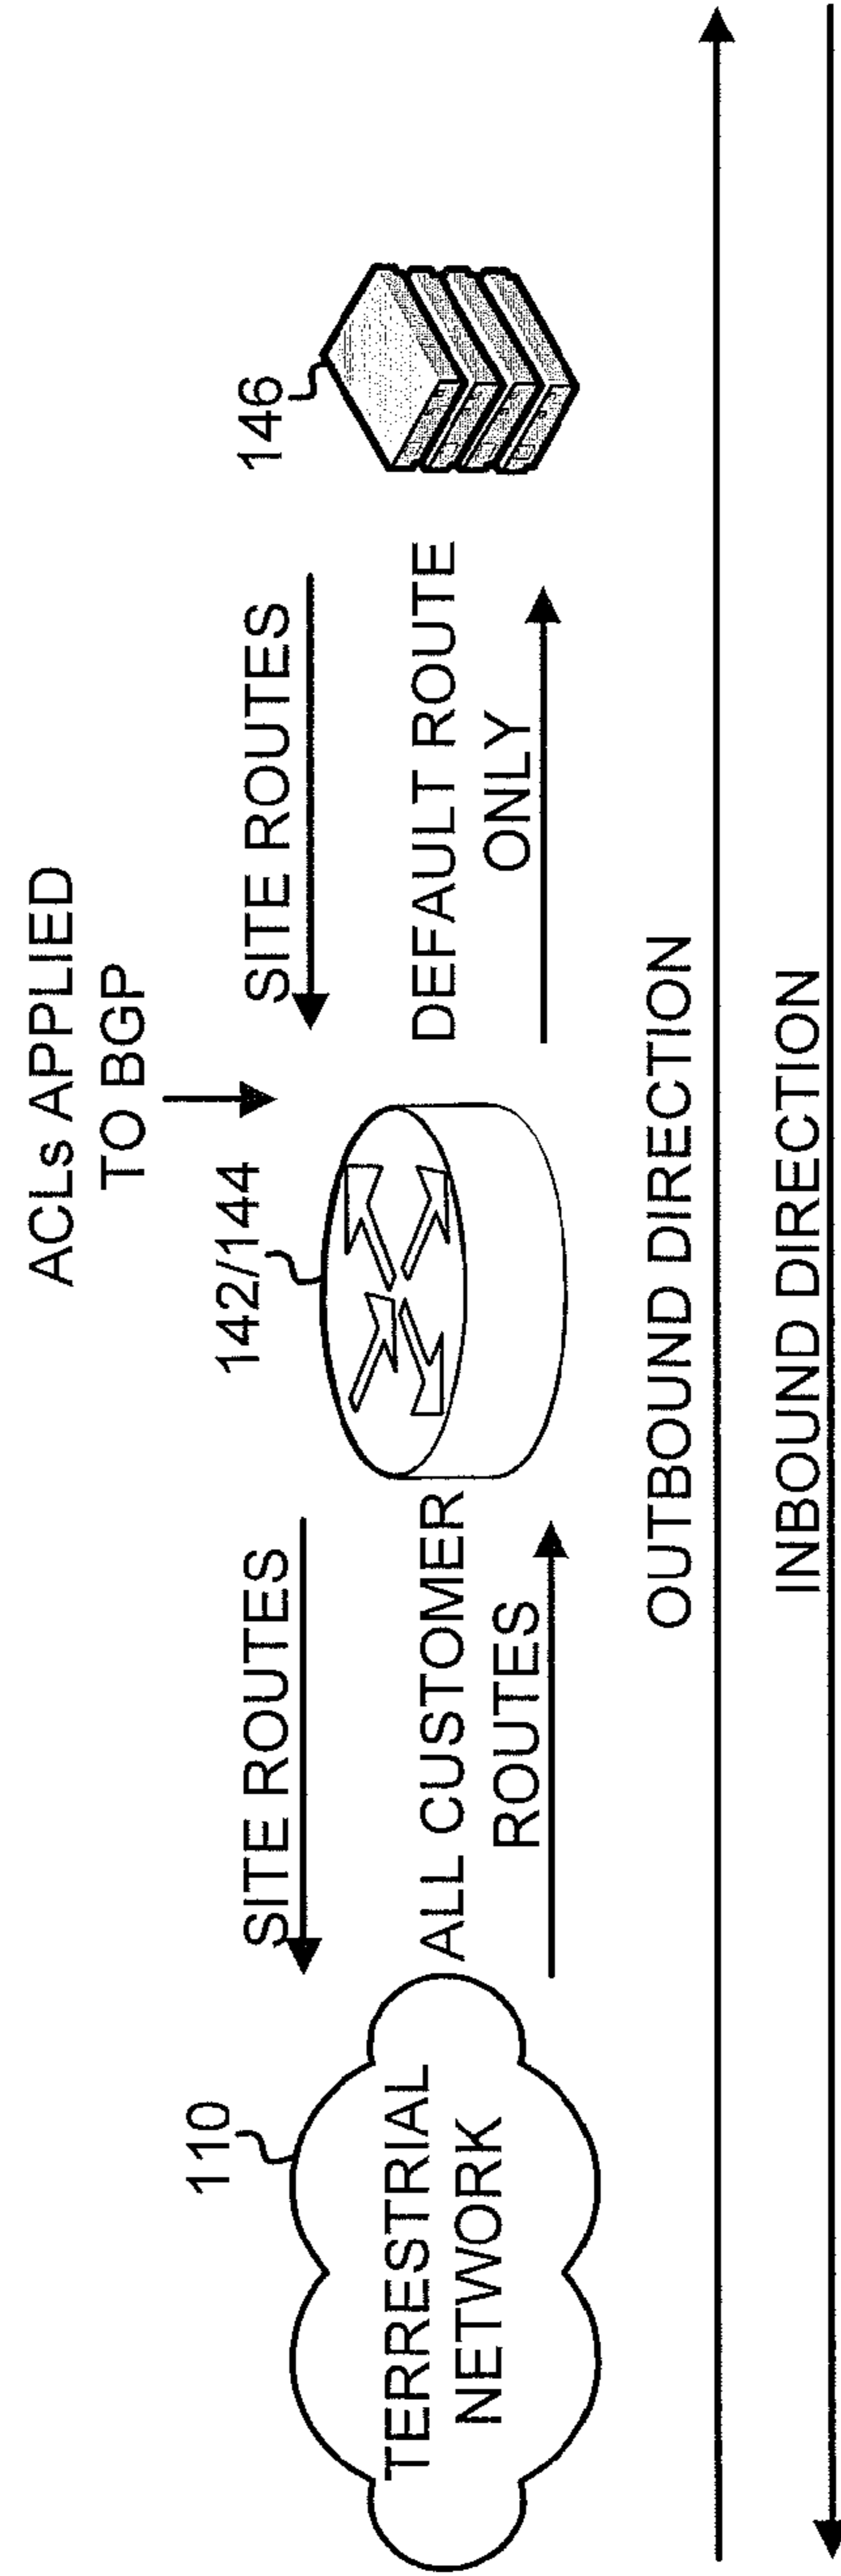 ACLs APPLIED
TO BGP
110
SITE ROUTES
142/144
SITE ROUTES
146
TERRESTRIAL
NETWORK
ALL CUSTOMER
ROUTES
DEFAULT ROUTE
ONLY
OUTBOUND DIRECTION
INBOUND DIRECTION